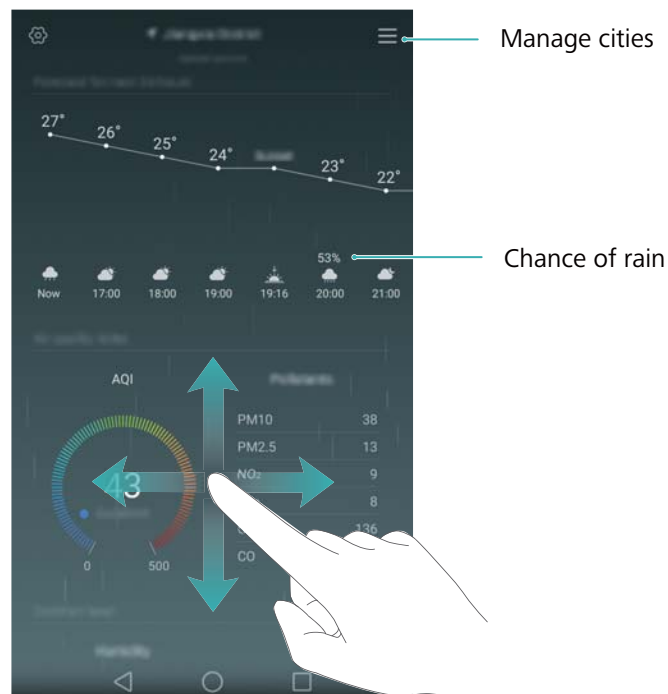 Manage cities
27° 26° 25° 24° 23° 22°
53%
Chance of rain
Now 17:00 18:00 19:00 19:16 20:00 21:00
AQI
Pollutants
PM10 38
PM2.5 13
43
NO₂ 9
8
136
CO
0 500
Humidity